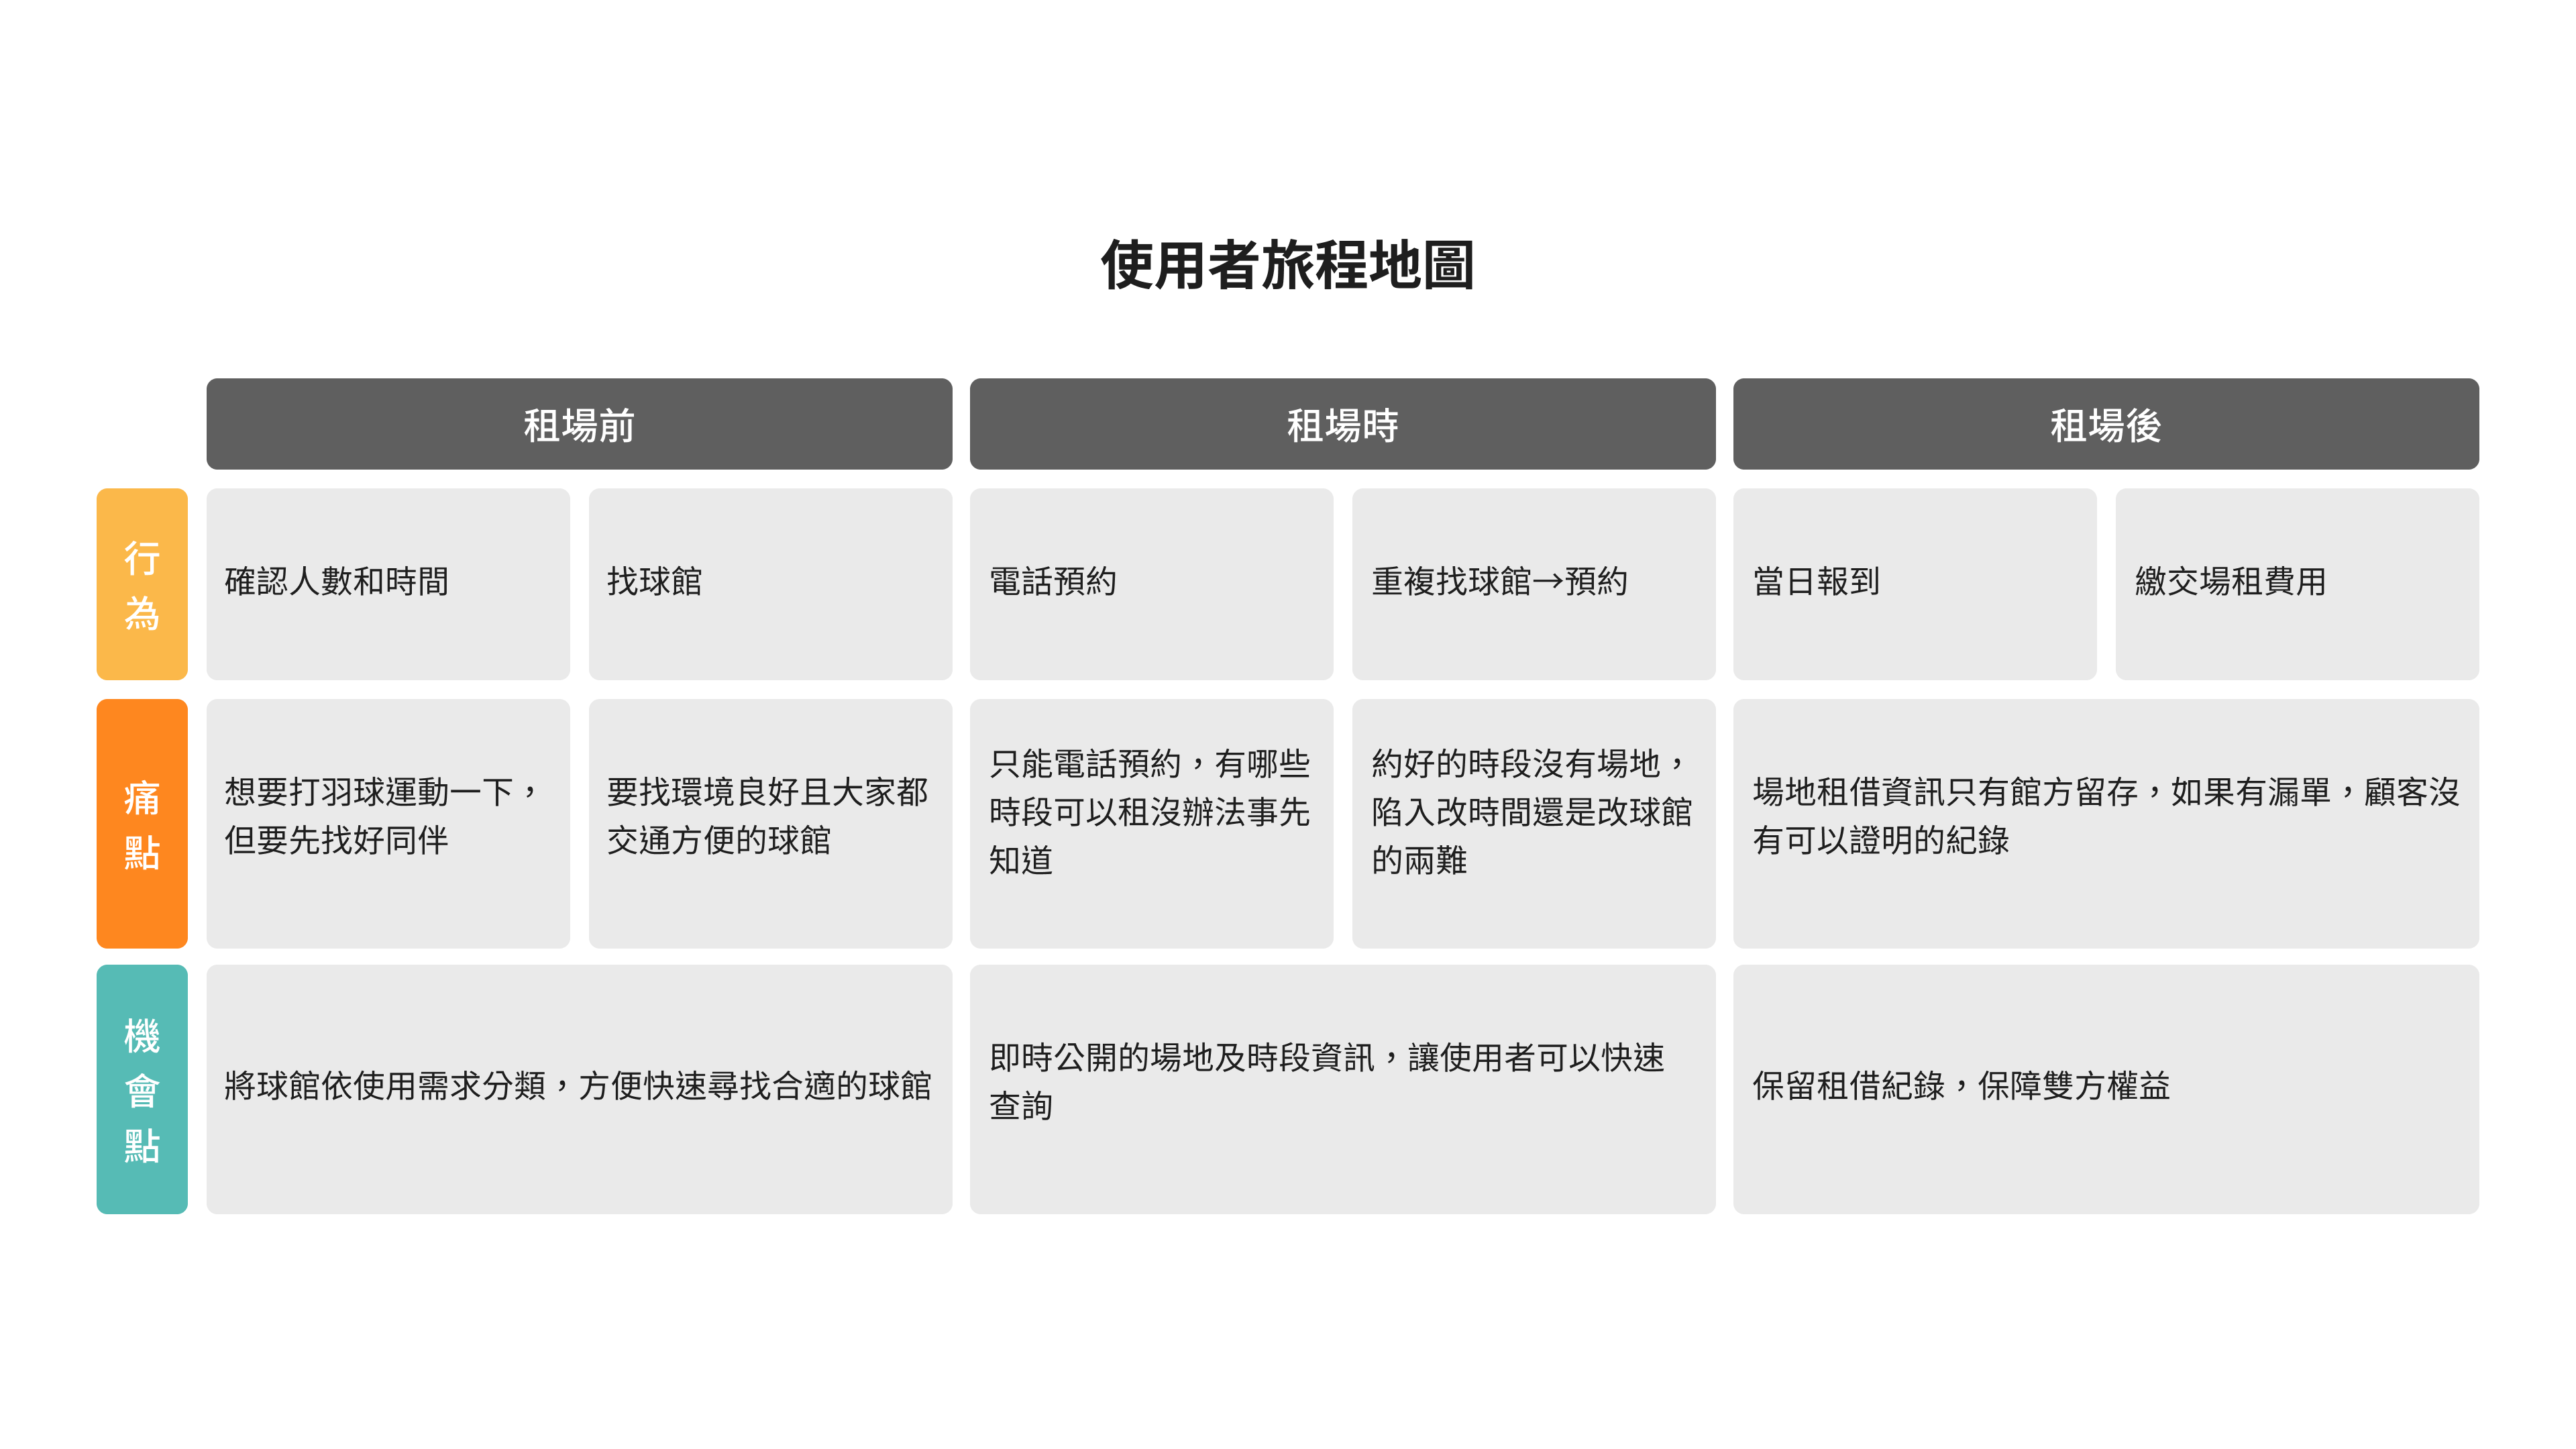 使用者旅程地圖
租場前
租場時
租場後
行為
確認人數和時間
找球館
電話預約
重複找球館→預約
當日報到
繳交場租費用
痛點
想要打羽球運動一下，
但要先找好同伴
要找環境良好且大家都
交通方便的球館
只能電話預約，有哪些
時段可以租沒辦法事先
知道
約好的時段沒有場地，
陷入改時間還是改球館
的兩難
場地租借資訊只有館方留存，如果有漏單，顧客沒
有可以證明的紀錄
機會點
將球館依使用需求分類，方便快速尋找合適的球館
即時公開的場地及時段資訊，讓使用者可以快速
查詢
保留租借紀錄，保障雙方權益